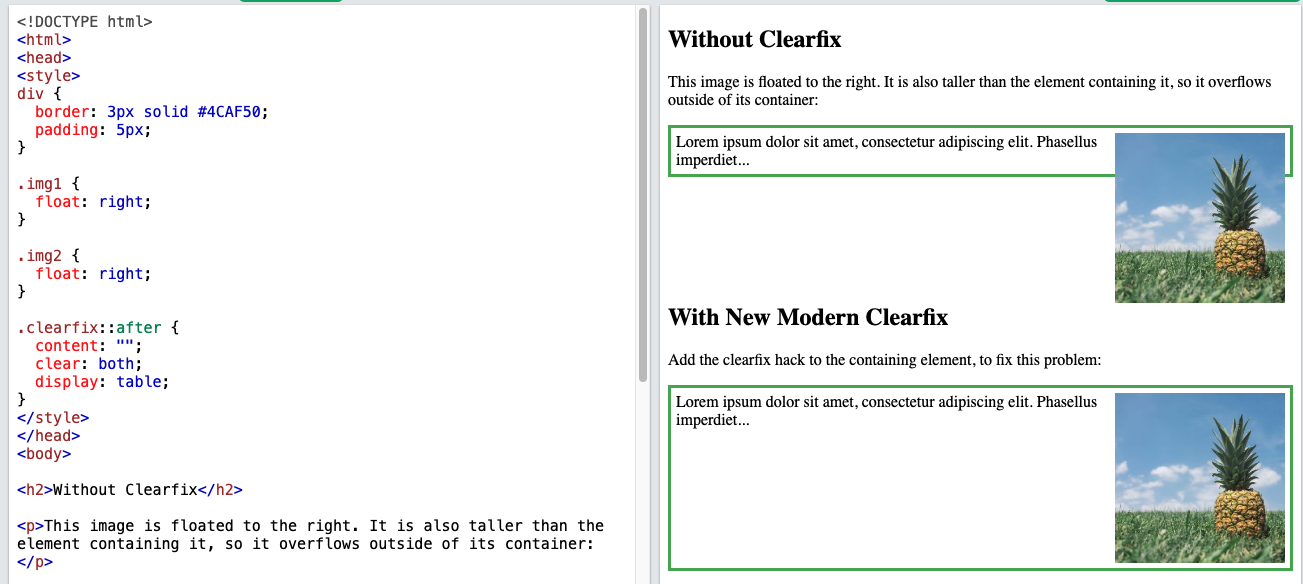 <!DOCTYPE html>
<html>
<head>
<style>
div {
  border: 3px solid #4CAF50;
  padding: 5px;
}

.img1 {
  float: right;
}

.img2 {
  float: right;
}

.clearfix::after {
  content: "";
  clear: both;
  display: table;
}
</style>
</head>
<body>

<h2>Without Clearfix</h2>

<p>This image is floated to the right. It is also taller than the
element containing it, so it overflows outside of its container:
</p>

Without Clearfix
This image is floated to the right. It is also taller than the element containing it, so it overflows
outside of its container:
Lorem ipsum dolor sit amet, consectetur adipiscing elit. Phasellus
imperdiet...
With New Modern Clearfix
Add the clearfix hack to the containing element, to fix this problem:
Lorem ipsum dolor sit amet, consectetur adipiscing elit. Phasellus
imperdiet...